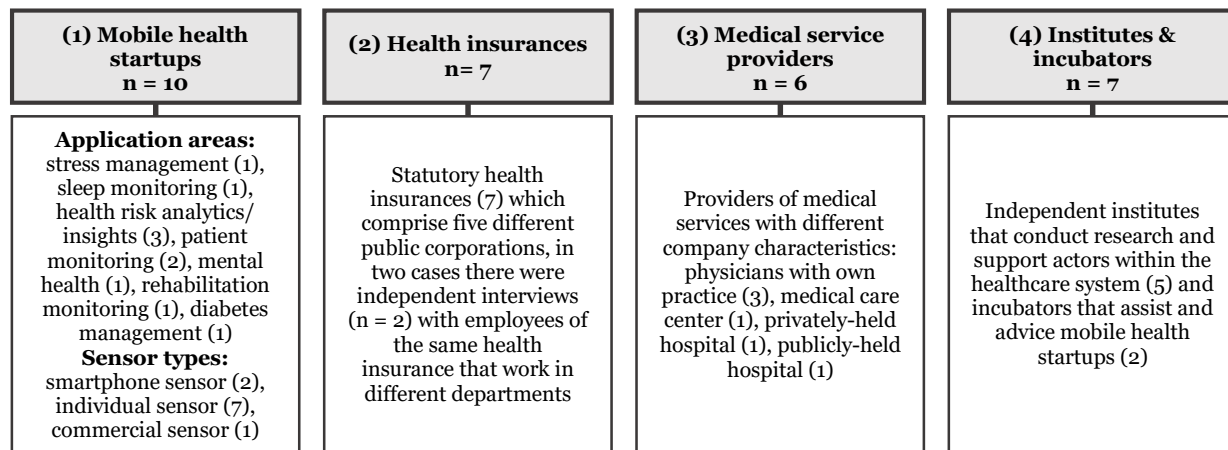 (1) Mobile health
startups
n = 10
Application areas:
stress management (1),
sleep monitoring (1),
health risk analytics/
insights (3), patient
monitoring (2), mental
health (1), rehabilitation
monitoring (1), diabetes
management (1)
Sensor types:
smartphone sensor (2),
individual sensor (7),
commercial sensor (1)
(2) Health insurances
n= 7
Statutory health
insurances (7) which
comprise five different
public corporations, in
two cases there were
independent interviews
(n = 2) with employees of
the same health
insurance that work in
different departments
(3) Medical service
providers
n = 6
Providers of medical
services with different
company characteristics:
physicians with own
practice (3), medical care
center (1), privately-held
hospital (1), publicly-held
hospital (1)
(4) Institutes &
incubators
n = 7
Independent institutes
that conduct research and
support actors within the
healthcare system (5) and
incubators that assist and
advice mobile health
startups (2)